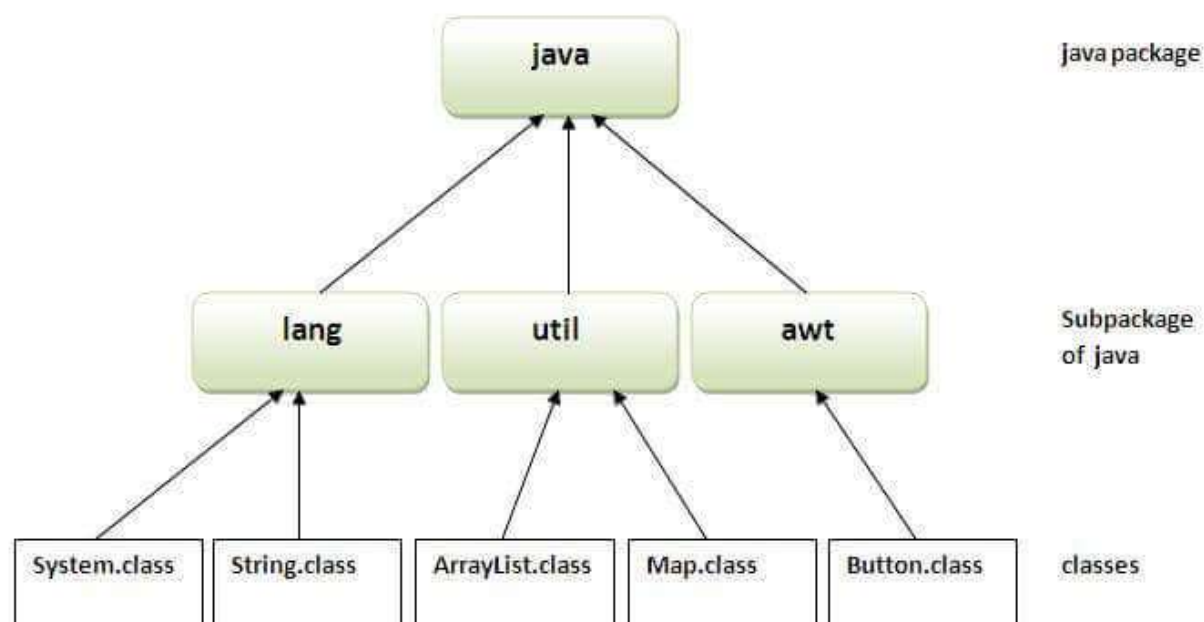 java
java package
lang
util
awt
Subpackage
of java
System.class
String.class
ArrayList.class
Map.class
Button.class
classes